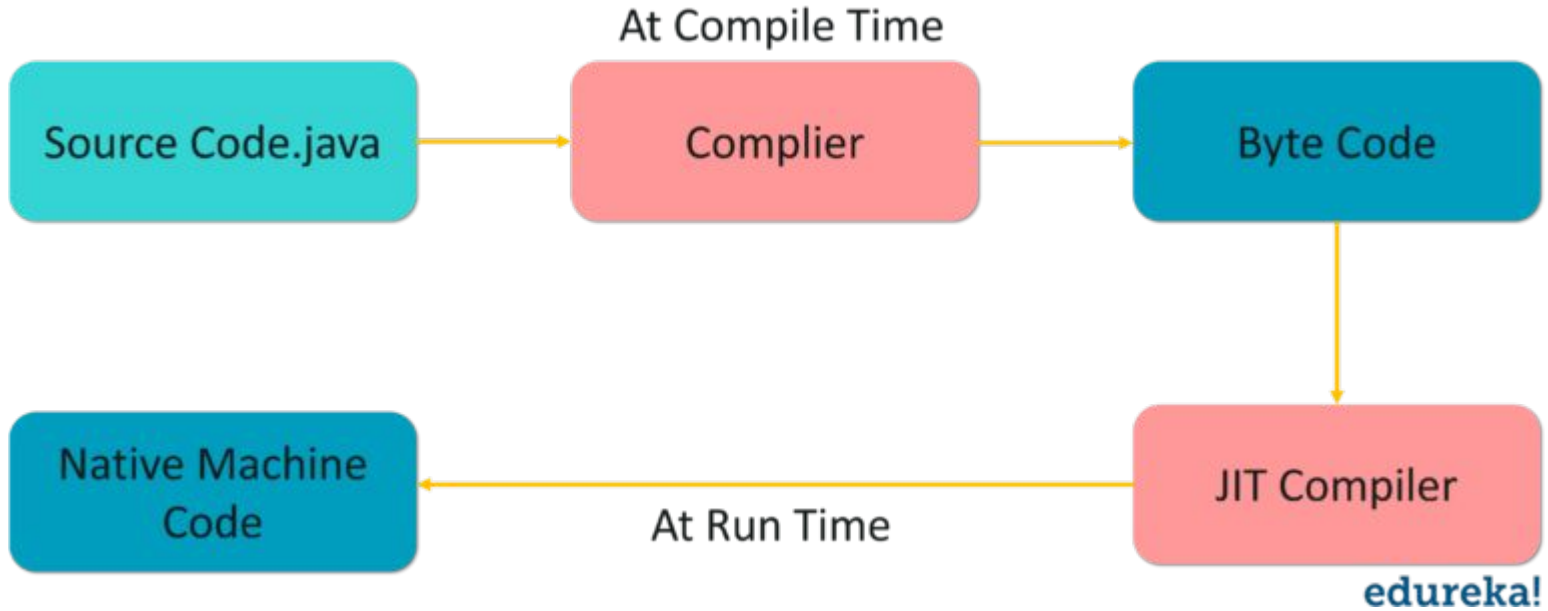 At Compile Time
Source Code.java
Complier
Byte Code
Native Machine
Code
JIT Compiler
At Run Time
edureka!